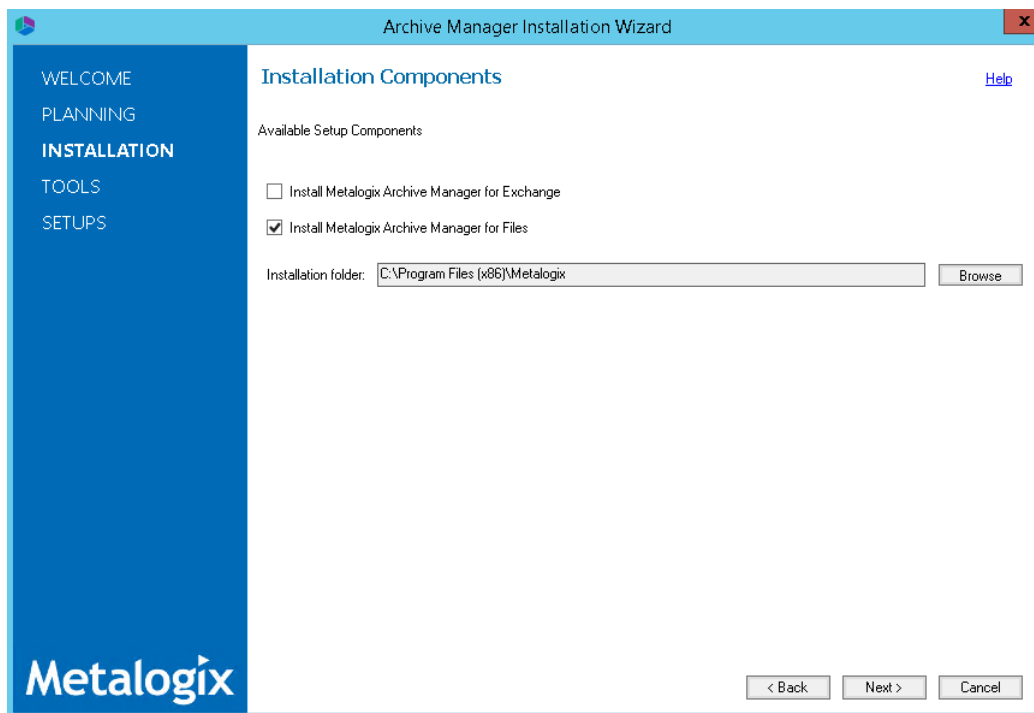 Archive Manager Installation Wizard
x
WELCOME
PLANNING
INSTALLATION
TOOLS
SETUPS
Installation Components
Help
Available Setup Components
Install Metalogix Archive Manager for Exchange
Install Metalogix Archive Manager for Files
Installation folder: C:\Program Files (x86)\Metalogix Browse
Metalogix
< Back Next > Cancel